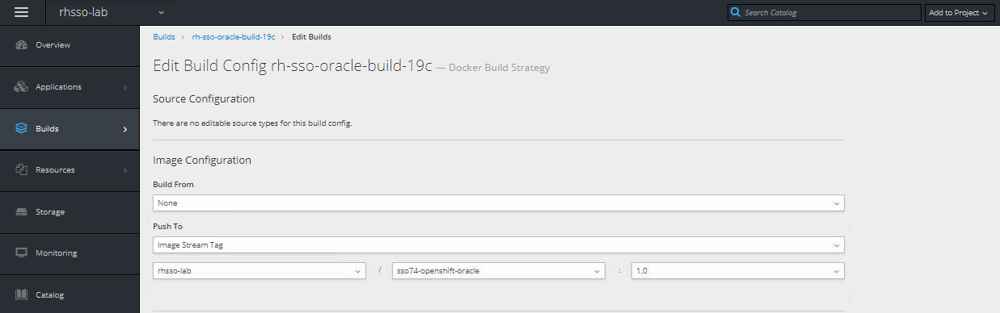 rhsso-lab
Search Catalog
Add to Project
Overview
Applications
Builds
Resources
Storage
Monitoring
Catalog
Builds › rh-sso-oracle-build-19c › Edit Builds
Edit Build Config rh-sso-oracle-build-19c — Docker Build Strategy
Source Configuration
There are no editable source types for this build config.
Image Configuration
Build From
None
Push To
Image Stream Tag
rhsso-lab / sso74-openshift-oracle : 1.0